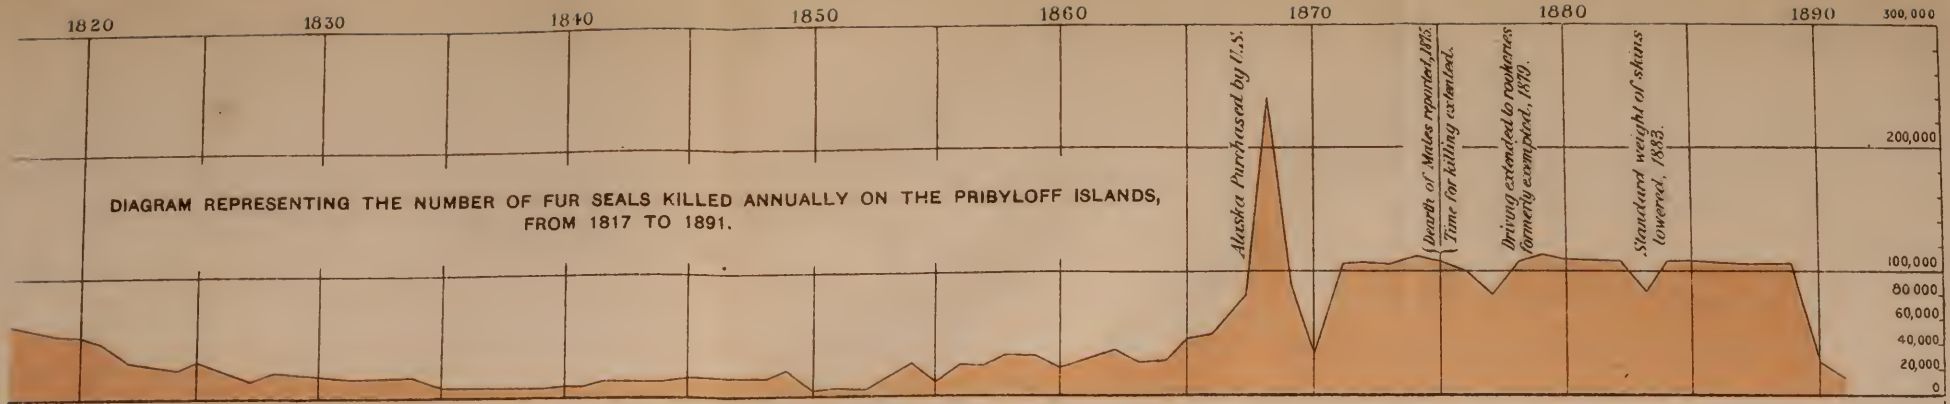 1820 1830 1840 1850 1860 1870 1880 1890 300,000
Alaska Purchased by U.S.
Dearth of Males reported, 1875.
Time for killing extented.
Driving extended to rookeries
formerly exempted, 1879.
Standard weight of skins
lowered, 1883.
200,000
DIAGRAM REPRESENTING THE NUMBER OF FUR SEALS KILLED ANNUALLY ON THE PRIBYLOFF ISLANDS,
FROM 1817 TO 1891.
100,000
80 000
60,000
40,000
20,000
0